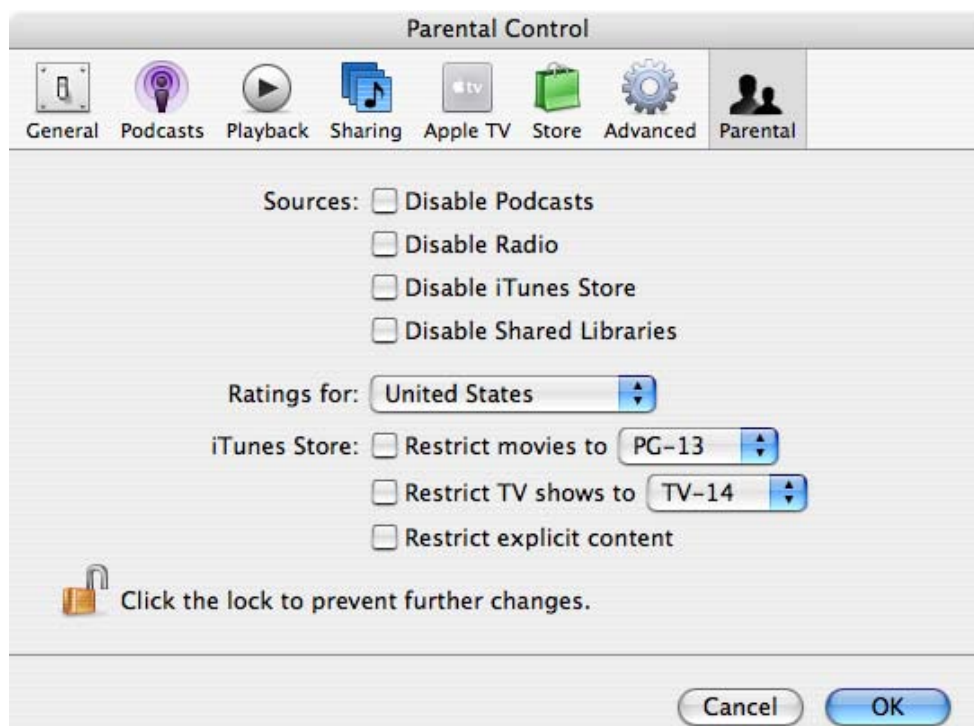 Parental Control
General Podcasts Playback Sharing Apple TV Store Advanced Parental
Sources: Disable Podcasts
Disable Radio
Disable iTunes Store
Disable Shared Libraries
Ratings for: United States
iTunes Store: Restrict movies to PG-13
Restrict TV shows to TV-14
Restrict explicit content
Click the lock to prevent further changes.
Cancel OK